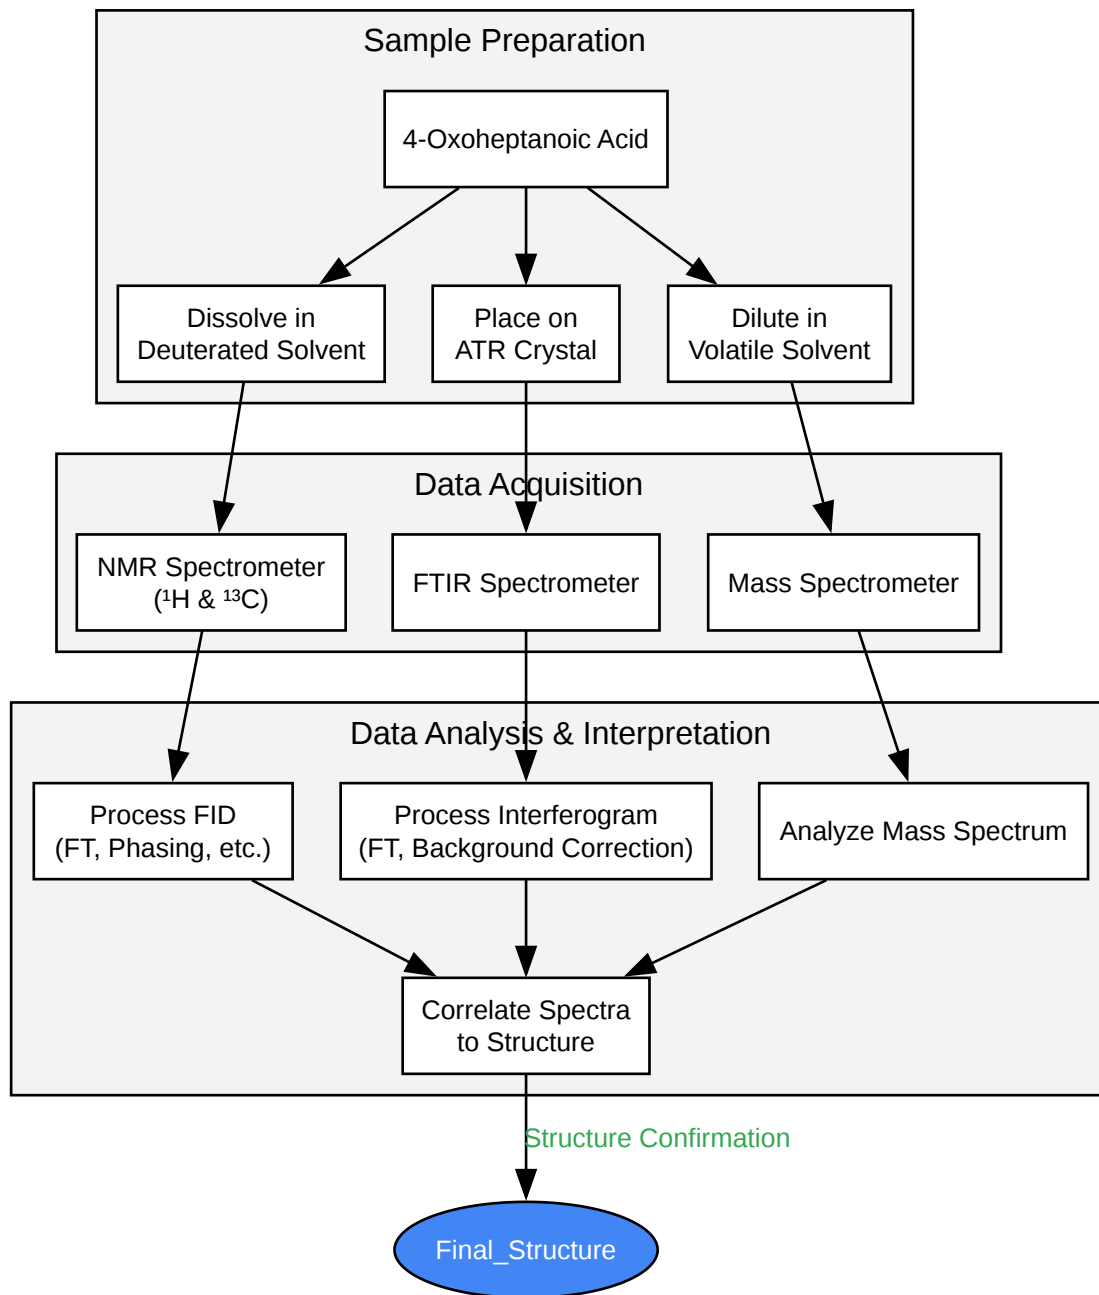 Sample Preparation
4-Oxoheptanoic Acid
Dissolve in
Deuterated Solvent
Place on
ATR Crystal
Dilute in
Volatile Solvent
Data Acquisition
NMR Spectrometer
(¹H & ¹³C)
FTIR Spectrometer
Mass Spectrometer
Data Analysis & Interpretation
Process FID
(FT, Phasing, etc.)
Process Interferogram
(FT, Background Correction)
Analyze Mass Spectrum
Correlate Spectra
to Structure
Structure Confirmation
Final_Structure